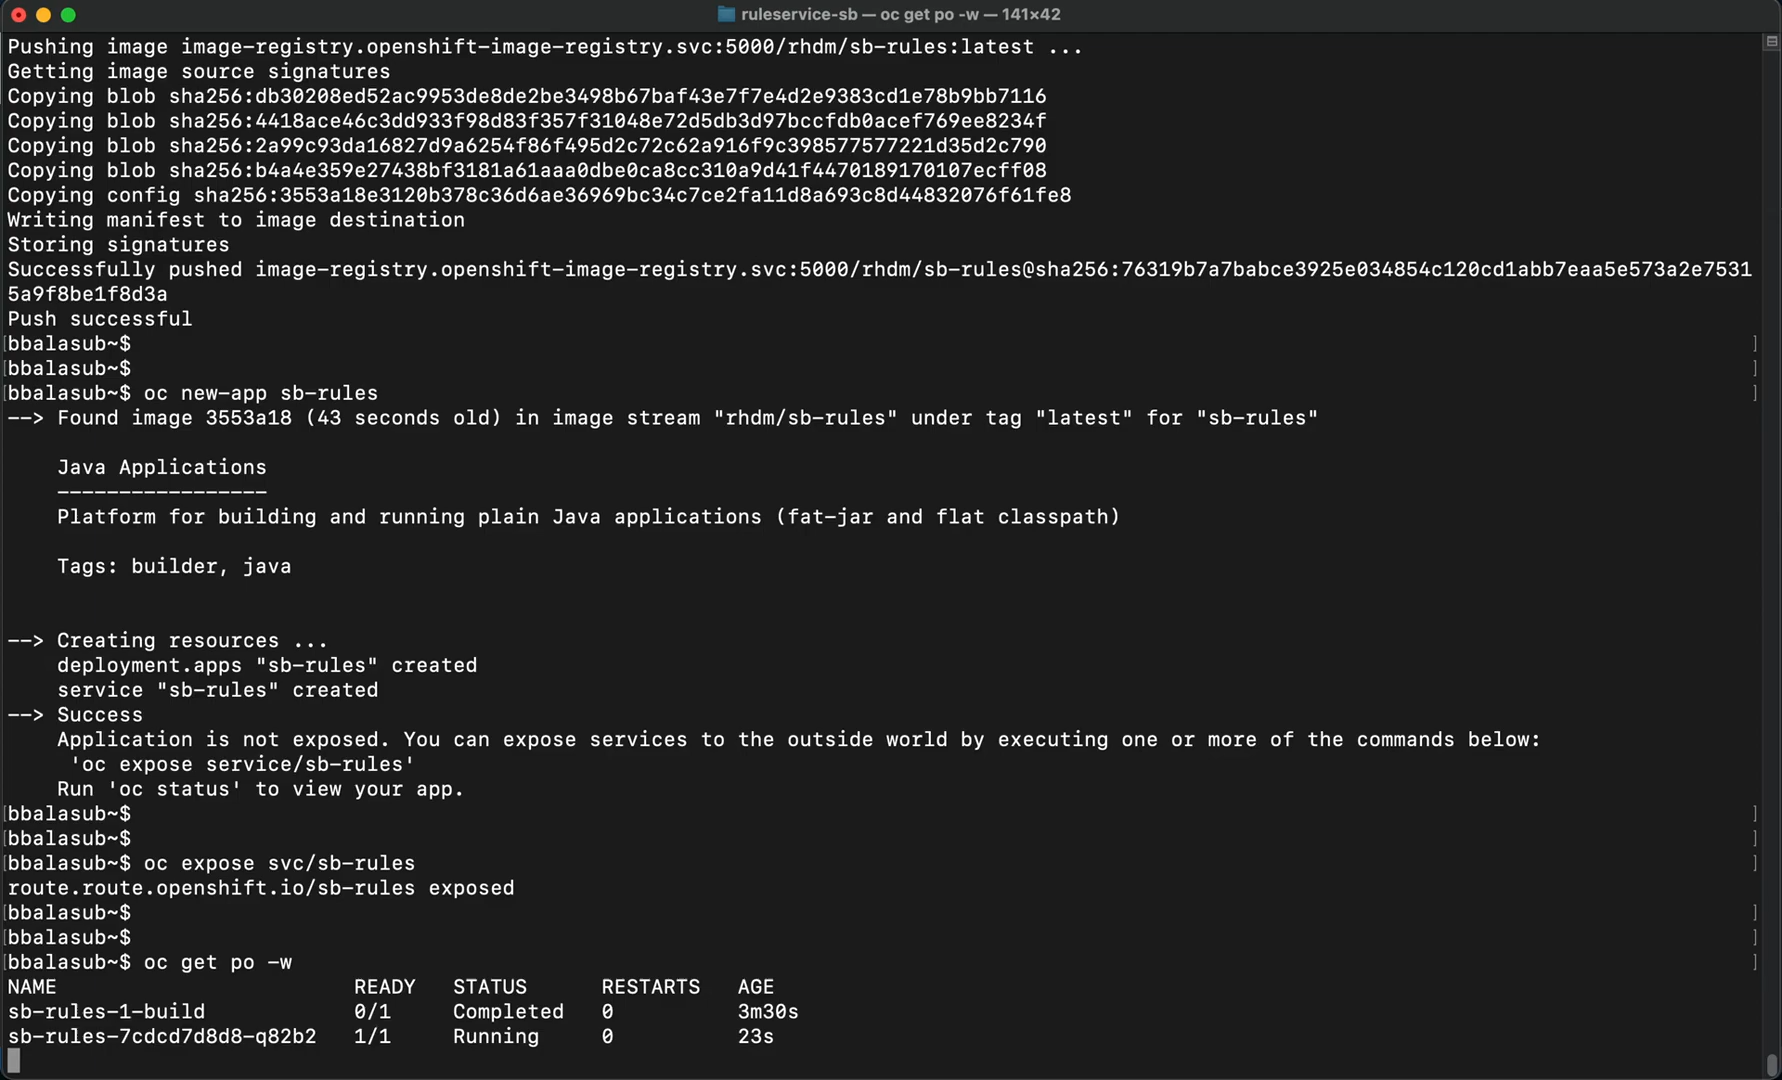 ruleservice-sb — oc get po -w — 141×42
Pushing image image-registry.openshift-image-registry.svc:5000/rhdm/sb-rules:latest ...
Getting image source signatures
Copying blob sha256:db30208ed52ac9953de8de2be3498b67baf43e7f7e4d2e9383cd1e78b9bb7116
Copying blob sha256:4418ace46c3dd933f98d83f357f31048e72d5db3d97bccfdb0acef769ee8234f
Copying blob sha256:2a99c93da16827d9a6254f86f495d2c72c62a916f9c398577577221d35d2c790
Copying blob sha256:b4a4e359e27438bf3181a61aaa0dbe0ca8cc310a9d41f4470189170107ecff08
Copying config sha256:3553a18e3120b378c36d6ae36969bc34c7ce2fa11d8a693c8d44832076f61fe8
Writing manifest to image destination
Storing signatures
Successfully pushed image-registry.openshift-image-registry.svc:5000/rhdm/sb-rules@sha256:76319b7a7babce3925e034854c120cd1abb7eaa5e573a2e7531
5a9f8be1f8d3a
Push successful
[bbalasub~$ ]
[bbalasub~$ ]
[bbalasub~$ oc new-app sb-rules ]
--> Found image 3553a18 (43 seconds old) in image stream "rhdm/sb-rules" under tag "latest" for "sb-rules"
Java Applications
-----------------
Platform for building and running plain Java applications (fat-jar and flat classpath)
Tags: builder, java
--> Creating resources ...
deployment.apps "sb-rules" created
service "sb-rules" created
--> Success
Application is not exposed. You can expose services to the outside world by executing one or more of the commands below:
'oc expose service/sb-rules'
Run 'oc status' to view your app.
[bbalasub~$ ]
[bbalasub~$ ]
[bbalasub~$ oc expose svc/sb-rules ]
route.route.openshift.io/sb-rules exposed
[bbalasub~$ ]
[bbalasub~$ ]
[bbalasub~$ oc get po -w ]
NAME READY STATUS RESTARTS AGE
sb-rules-1-build 0/1 Completed 0 3m30s
sb-rules-7cdcd7d8d8-q82b2 1/1 Running 0 23s